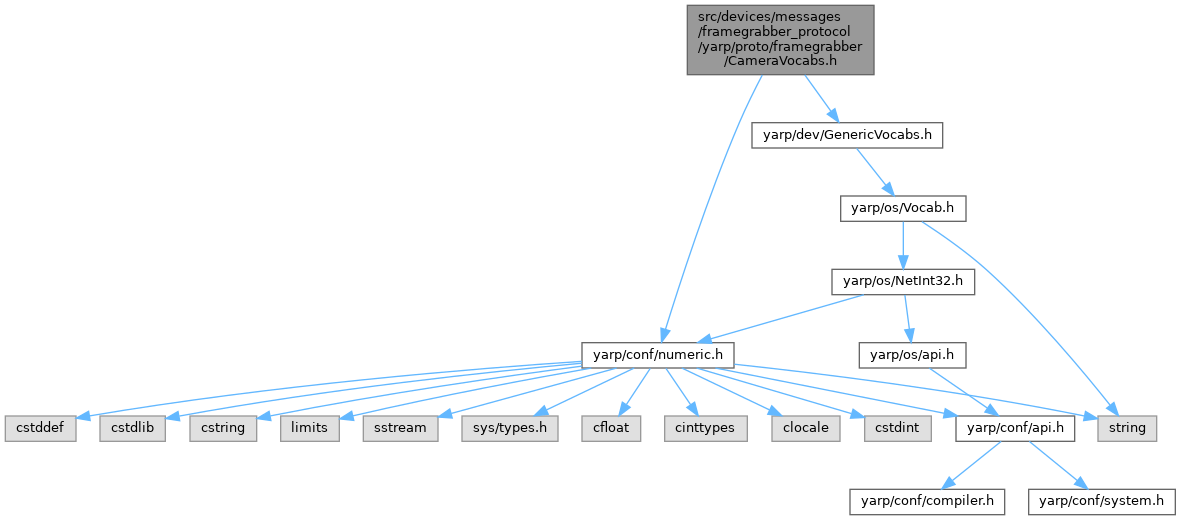 src/devices/messages
/framegrabber_protocol
/yarp/proto/framegrabber
/CameraVocabs.h
yarp/dev/GenericVocabs.h
yarp/os/Vocab.h
yarp/os/NetInt32.h
yarp/conf/numeric.h
yarp/os/api.h
cstddef
cstdlib
cstring
limits
sstream
sys/types.h
cfloat
cinttypes
clocale
cstdint
yarp/conf/api.h
string
yarp/conf/compiler.h
yarp/conf/system.h